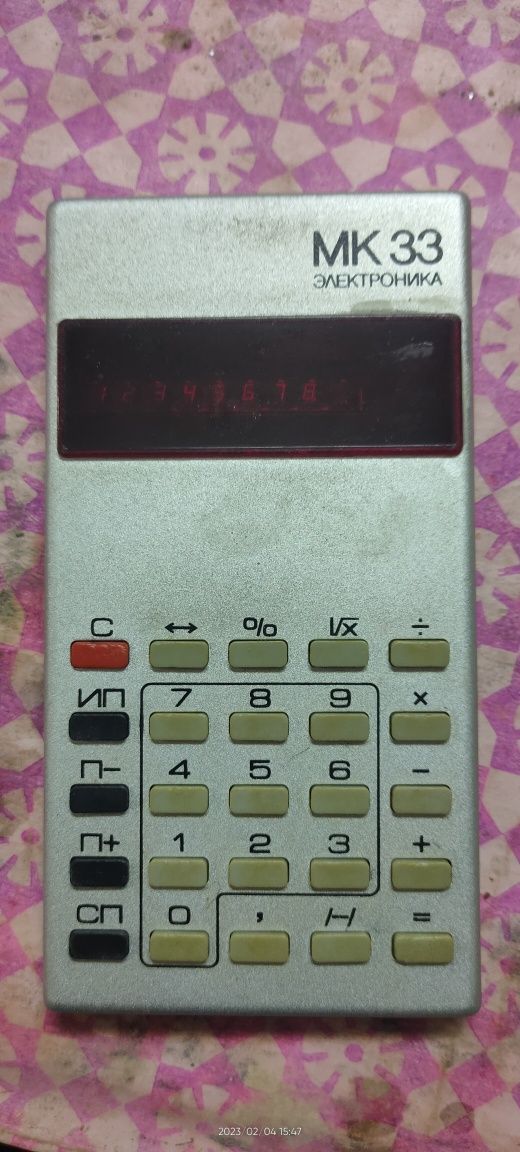 МК 33
ЭЛЕКТРОНИКА
12345678
С ↔ % √x ÷
ИП 7 8 9 ×
П− 4 5 6 −
П+ 1 2 3 +
СП 0 , /−/ =
2023/02/04 15:47